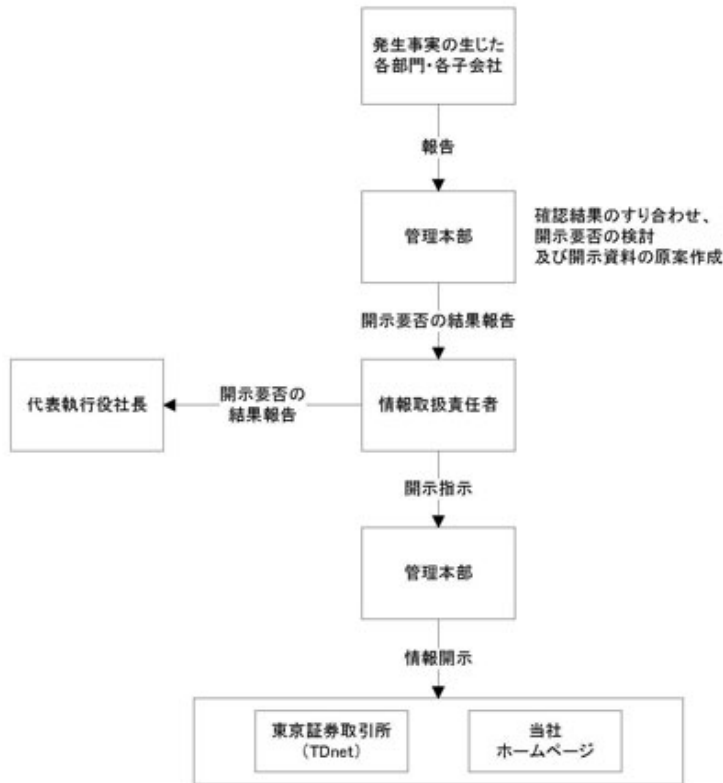 発生事実の生じた
各部門・各子会社
報告
管理本部
確認結果のすり合わせ、
開示要否の検討
及び開示資料の原案作成
開示要否の結果報告
代表執行役社長
開示要否の
結果報告
情報取扱責任者
開示指示
管理本部
情報開示
東京証券取引所
(TDnet)
当社
ホームページ